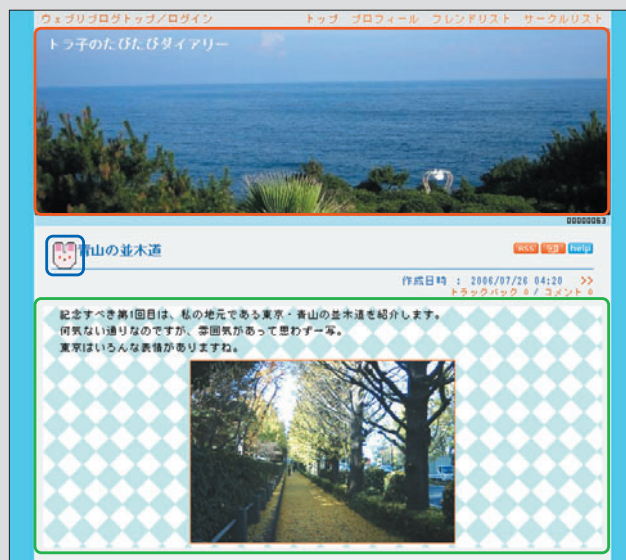 ウェブリブログトップ/ログイン
トップ プロフィール フレンドリスト サークルリスト
トラ子のたびたびダイアリー
00000063
青山の並木道
RSS
help
作成日時 : 2006/07/26 04:20 >>
トラックバック 0 / コメント 0
記念すべき第1回目は、私の地元である東京・青山の並木道を紹介します。
何気ない通りなのですが、雰囲気があって思わず一写。
東京はいろんな表情がありますね。